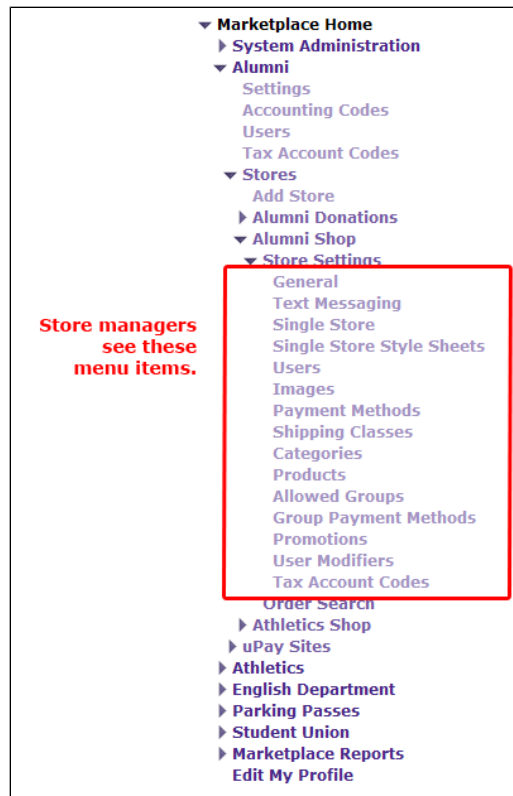 Marketplace Home
System Administration
Alumni
Settings
Accounting Codes
Users
Tax Account Codes
Stores
Add Store
Alumni Donations
Alumni Shop
Store Settings
General
Text Messaging
Single Store
Single Store Style Sheets
Users
Images
Payment Methods
Shipping Classes
Categories
Products
Allowed Groups
Group Payment Methods
Promotions
User Modifiers
Tax Account Codes
Order Search
Athletics Shop
uPay Sites
Athletics
English Department
Parking Passes
Student Union
Marketplace Reports
Edit My Profile
Store managers
see these
menu items.